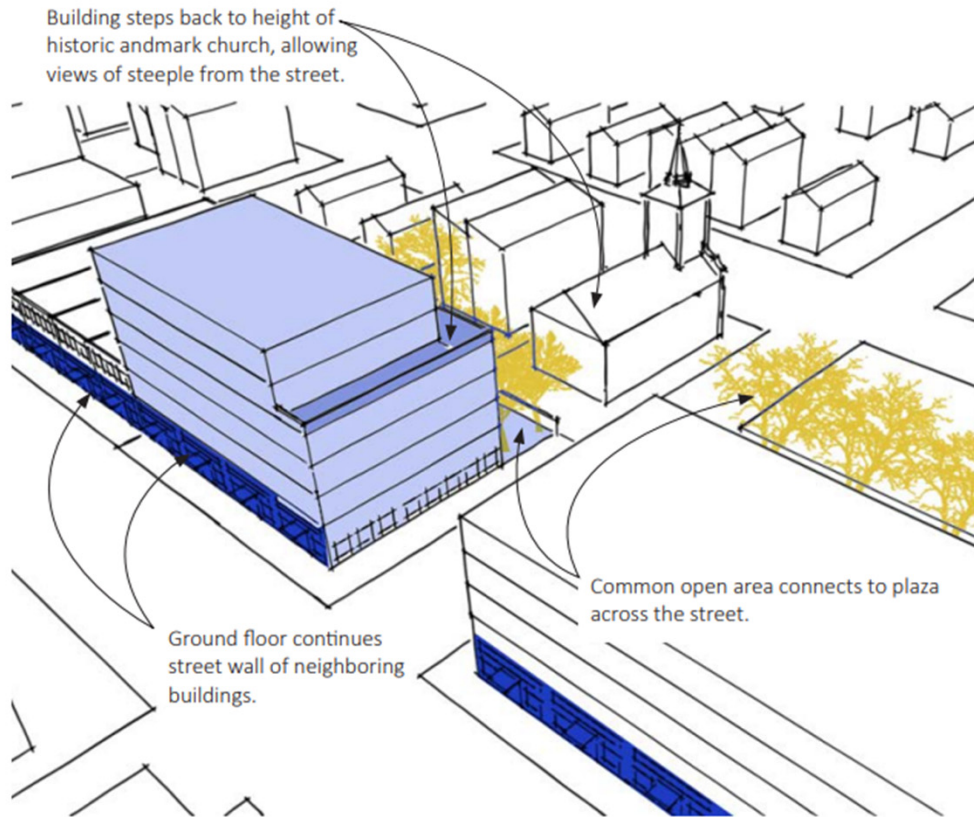 Building steps back to height of
historic andmark church, allowing
views of steeple from the street.
Common open area connects to plaza
across the street.
Ground floor continues
street wall of neighboring
buildings.